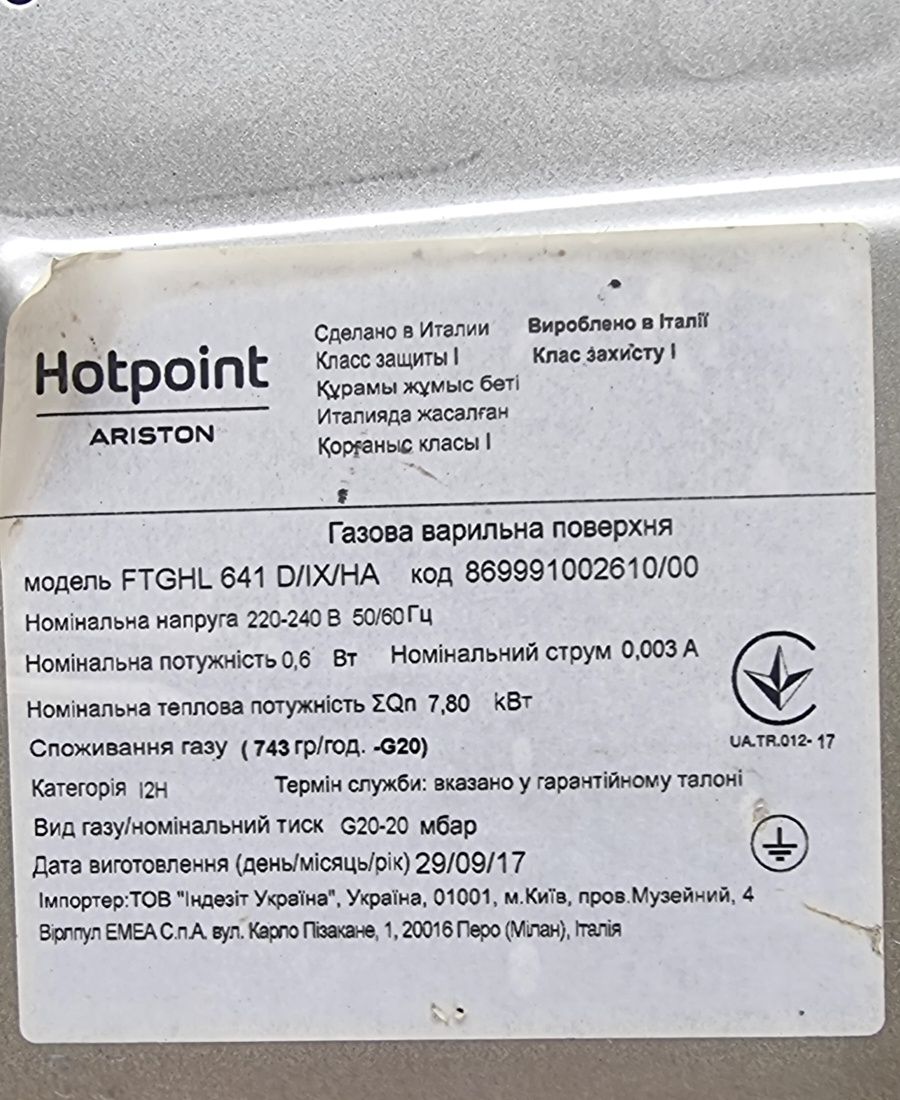 Hotpoint
ARISTON
Сделано в Италии
Класс защиты I
Құрамы жұмыс беті
Италияда жасалған
Қорғаныс класы I
Вироблено в Італії
Клас захисту I
Газова варильна поверхня
модель FTGHL 641 D/IX/HA код 869991002610/00
Номінальна напруга 220-240 В 50/60 Гц
Номінальна потужність 0,6 Вт Номінальний струм 0,003 А
Номінальна теплова потужність ΣQn 7,80 кВт
Споживання газу (743 гр/год. -G20)
UA.TR.012- 17
Категорія I2H Термін служби: вказано у гарантійному талоні
Вид газу/номінальний тиск G20-20 мбар
Дата виготовлення (день/місяць/рік) 29/09/17
Імпортер:ТОВ "Індезіт Україна", Україна, 01001, м.Київ, пров.Музейний, 4
Вірлпул ЕМЕА С.п.А. вул. Карло Пізакане, 1, 20016 Перо (Мілан), Італія